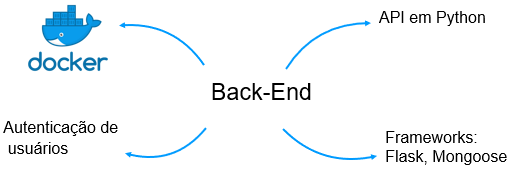 docker
API em Python
Back-End
Autenticação de
usuários
Frameworks:
Flask, Mongoose